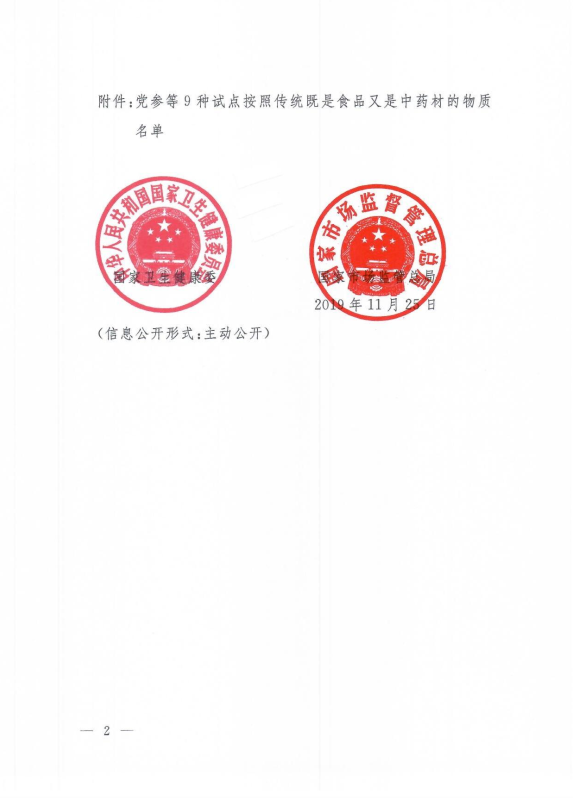 附件:党参等9种试点按照传统既是食品又是中药材的物质
名单
中华人民共和国国家卫生健康委员会
国家卫生健康委
国家市场监督管理总局
国家市场监管总局
2019年11月25日
(信息公开形式:主动公开)
— 2 —